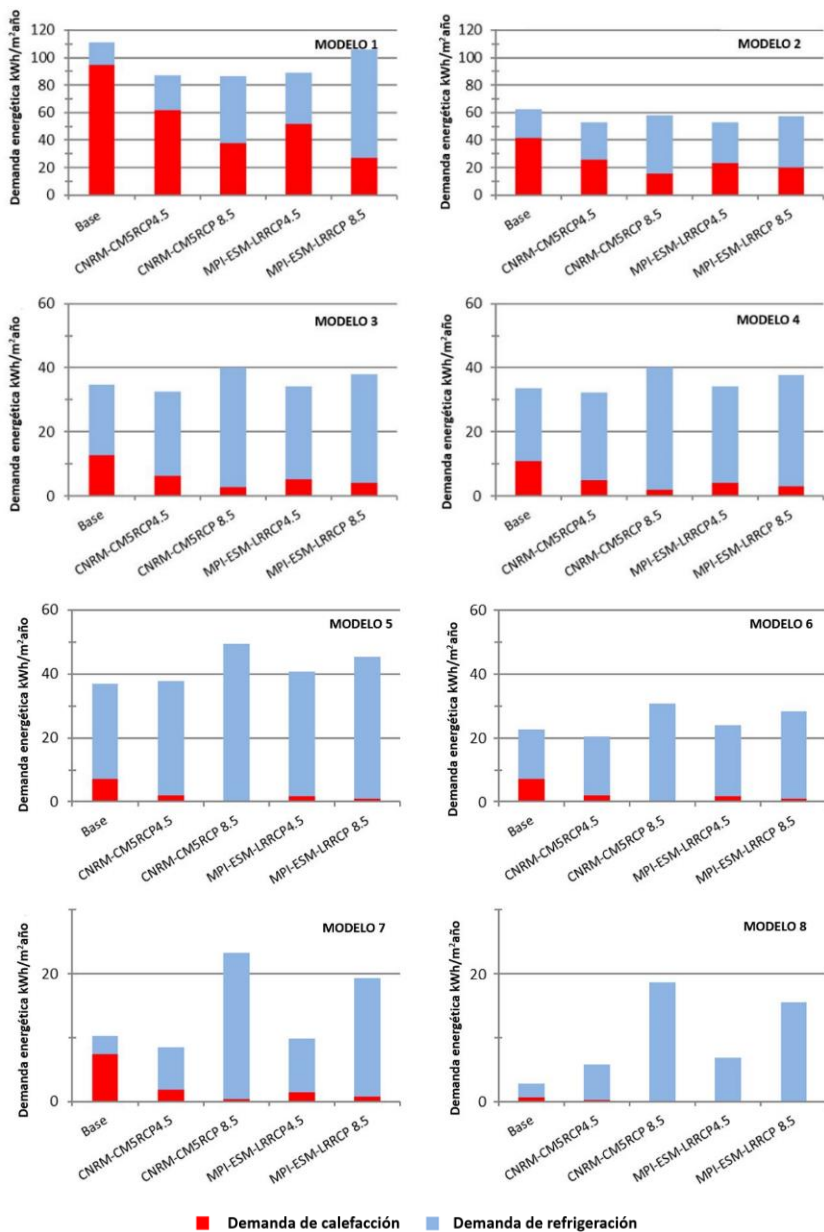 MODELO 1
Demanda energética kWh/m²año
120
100
80
60
40
20
0
Base
CNRM-CM5RCP4.5
CNRM-CM5RCP 8.5
MPI-ESM-LRRCP4.5
MPI-ESM-LRRCP 8.5
MODELO 2
Demanda energética kWh/m²año
120
100
80
60
40
20
0
Base
CNRM-CM5RCP4.5
CNRM-CM5RCP 8.5
MPI-ESM-LRRCP4.5
MPI-ESM-LRRCP 8.5
MODELO 3
Demanda energética kWh/m²año
60
40
20
0
Base
CNRM-CM5RCP4.5
CNRM-CM5RCP 8.5
MPI-ESM-LRRCP4.5
MPI-ESM-LRRCP 8.5
MODELO 4
Demanda energética kWh/m²año
60
40
20
0
Base
CNRM-CM5RCP4.5
CNRM-CM5RCP 8.5
MPI-ESM-LRRCP4.5
MPI-ESM-LRRCP 8.5
MODELO 5
Demanda energética kWh/m²año
60
40
20
0
Base
CNRM-CM5RCP4.5
CNRM-CM5RCP 8.5
MPI-ESM-LRRCP4.5
MPI-ESM-LRRCP 8.5
MODELO 6
Demanda energética kWh/m²año
60
40
20
0
Base
CNRM-CM5RCP4.5
CNRM-CM5RCP 8.5
MPI-ESM-LRRCP4.5
MPI-ESM-LRRCP 8.5
MODELO 7
Demanda energética kWh/m²año
20
0
Base
CNRM-CM5RCP4.5
CNRM-CM5RCP 8.5
MPI-ESM-LRRCP4.5
MPI-ESM-LRRCP 8.5
MODELO 8
Demanda energética kWh/m²año
20
0
Base
CNRM-CM5RCP4.5
CNRM-CM5RCP 8.5
MPI-ESM-LRRCP4.5
MPI-ESM-LRRCP 8.5
Demanda de calefacción
Demanda de refrigeración